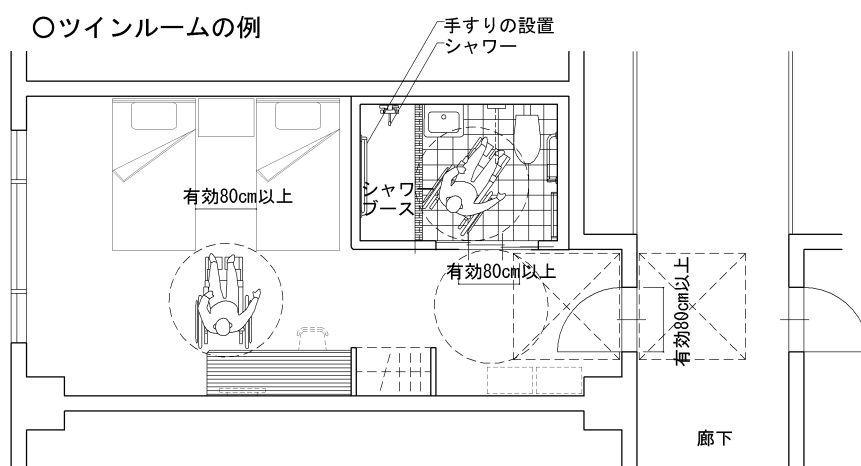 ○ツインルームの例
手すりの設置
シャワー
有効80cm以上
シャワー
ブース
有効80cm以上
有効80cm以上
廊下